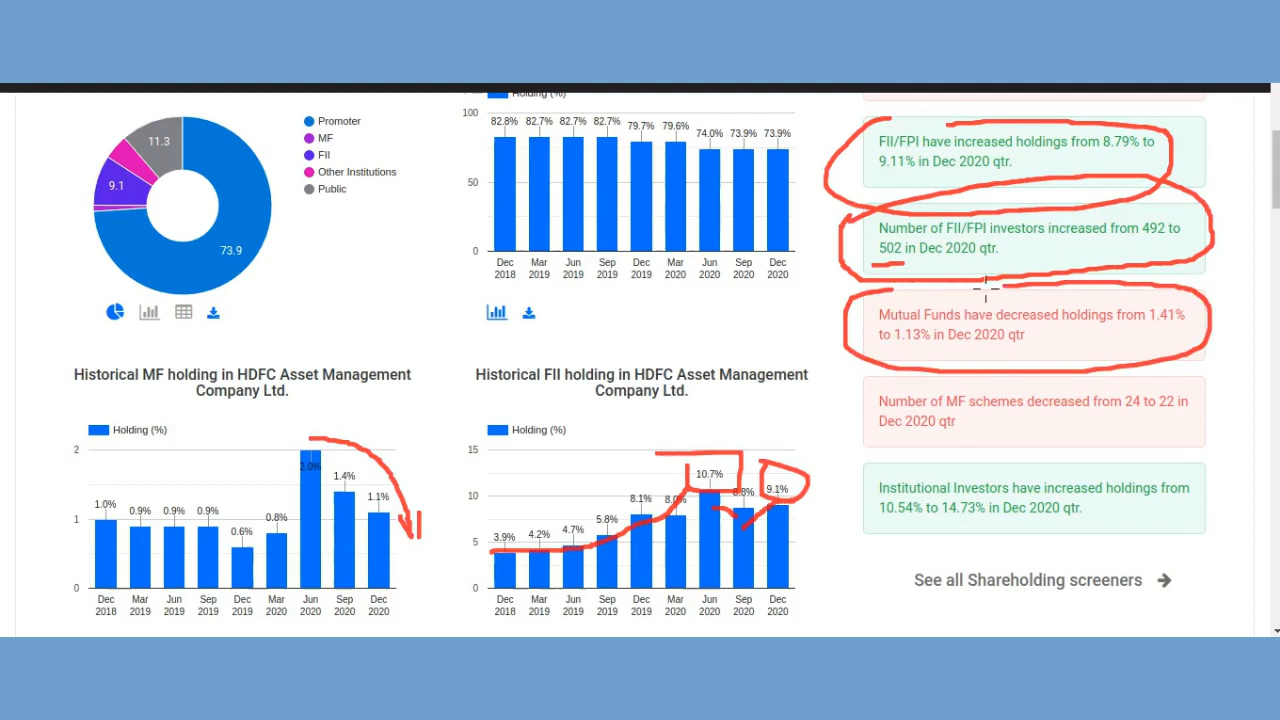 11.3
9.1
73.9
Promoter
MF
FII
Other Institutions
Public
Holding (%)
100
50
0
82.8%
82.7%
82.7%
82.7%
79.7%
79.6%
74.0%
73.9%
73.9%
Dec 2018
Mar 2019
Jun 2019
Sep 2019
Dec 2019
Mar 2020
Jun 2020
Sep 2020
Dec 2020
FII/FPI have increased holdings from 8.79% to
9.11% in Dec 2020 qtr.
Number of FII/FPI investors increased from 492 to
502 in Dec 2020 qtr.
Mutual Funds have decreased holdings from 1.41%
to 1.13% in Dec 2020 qtr
Number of MF schemes decreased from 24 to 22 in
Dec 2020 qtr
Institutional Investors have increased holdings from
10.54% to 14.73% in Dec 2020 qtr.
See all Shareholding screeners
Historical MF holding in HDFC Asset Management
Company Ltd.
Holding (%)
2
1
0
1.0%
0.9%
0.9%
0.9%
0.6%
0.8%
2.0%
1.4%
1.1%
Dec 2018
Mar 2019
Jun 2019
Sep 2019
Dec 2019
Mar 2020
Jun 2020
Sep 2020
Dec 2020
Historical FII holding in HDFC Asset Management
Company Ltd.
Holding (%)
15
10
5
0
3.9%
4.2%
4.7%
5.8%
8.1%
8.0%
10.7%
8.8%
9.1%
Dec 2018
Mar 2019
Jun 2019
Sep 2019
Dec 2019
Mar 2020
Jun 2020
Sep 2020
Dec 2020